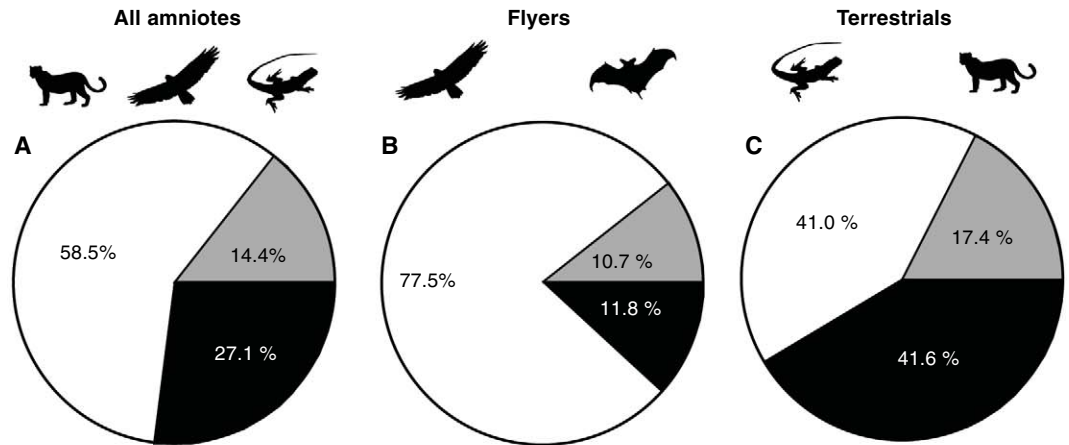 All amniotes
Flyers
Terrestrials
A
B
C
58.5%
14.4%
27.1 %
77.5%
10.7 %
11.8 %
41.0 %
17.4 %
41.6 %